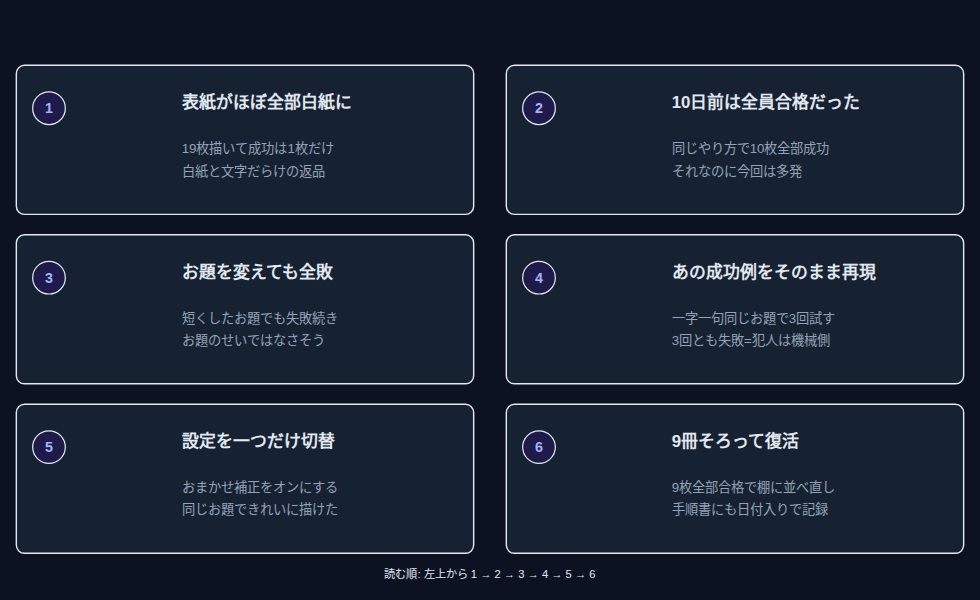 1
表紙がほぼ全部白紙に
19枚描いて成功は1枚だけ
白紙と文字だらけの返品
2
10日前は全員合格だった
同じやり方で10枚全部成功
それなのに今回は多発
3
お題を変えても全敗
短くしたお題でも失敗続き
お題のせいではなさそう
4
あの成功例をそのまま再現
一字一句同じお題で3回試す
3回とも失敗=犯人は機械側
5
設定を一つだけ切替
おまかせ補正をオンにする
同じお題できれいに描けた
6
9冊そろって復活
9枚全部合格で棚に並べ直し
手順書にも日付入りで記録
読む順: 左上から 1 → 2 → 3 → 4 → 5 → 6